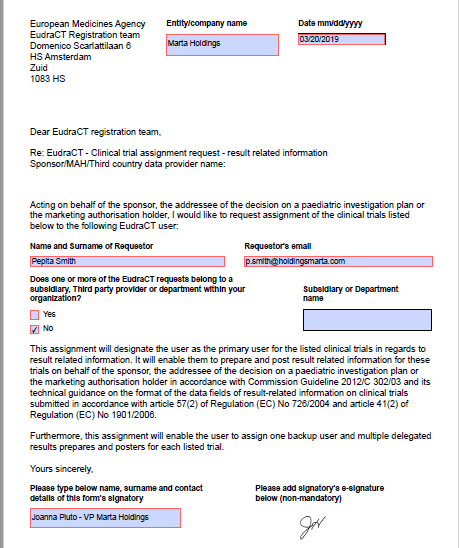 European Medicines Agency
EudraCT Registration team
Domenico Scarlattilaan 6
HS Amsterdam
Zuid
1083 HS
Entity/company name
Marta Holdings
Date mm/dd/yyyy
03/20/2019
Dear EudraCT registration team,
Re: EudraCT - Clinical trial assignment request - result related information
Sponsor/MAH/Third country data provider name:
Acting on behalf of the sponsor, the addressee of the decision on a paediatric investigation plan or
the marketing authorisation holder, I would like to request assignment of the clinical trials listed
below to the following EudraCT user:
Name and Surname of Requestor
Pepita Smith
Requestor's email
p.smith@holdingsmarta.com
Does one or more of the EudraCT requests belong to a
subsidiary, Third party provider or department within your
organization?
Yes
No
Subsidiary or Department
name
This assignment will designate the user as the primary user for the listed clinical trials in regards to
result related information. It will enable them to prepare and post result related information for these
trials on behalf of the sponsor, the addressee of the decision on a paediatric investigation plan or
the marketing authorisation holder in accordance with Commission Guideline 2012/C 302/03 and its
technical guidance on the format of the data fields of result-related information on clinical trials
submitted in accordance with article 57(2) of Regulation (EC) No 726/2004 and article 41(2) of
Regulation (EC) No 1901/2006.
Furthermore, this assignment will enable the user to assign one backup user and multiple delegated
results prepares and posters for each listed trial.
Yours sincerely,
Please type below name, surname and contact
details of this form's signatory
Joanna Pluto - VP Marta Holdings
Please add signatory's e-signature
below (non-mandatory)